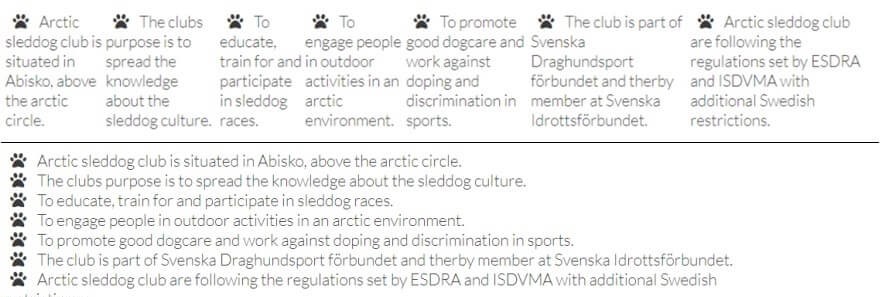 Arctic
sleddog club is
situated in
Abisko, above
the arctic
circle.
The clubs
purpose is to
spread the
knowledge
about the
sleddog culture.
To
educate,
train for and
participate
in sleddog
races.
To
engage people
in outdoor
activities in an
arctic
environment.
To promote
good dogcare and
work against
doping and
discrimination in
sports.
The club is part of
Svenska
Draghundsport
förbundet and therby
member at Svenska
Idrottsförbundet.
Arctic sleddog club
are following the
regulations set by ESDRA
and ISDVMA with
additional Swedish
restrictions.
Arctic sleddog club is situated in Abisko, above the arctic circle.
The clubs purpose is to spread the knowledge about the sleddog culture.
To educate, train for and participate in sleddog races.
To engage people in outdoor activities in an arctic environment.
To promote good dogcare and work against doping and discrimination in sports.
The club is part of Svenska Draghundsport förbundet and therby member at Svenska Idrottsförbundet.
Arctic sleddog club are following the regulations set by ESDRA and ISDVMA with additional Swedish